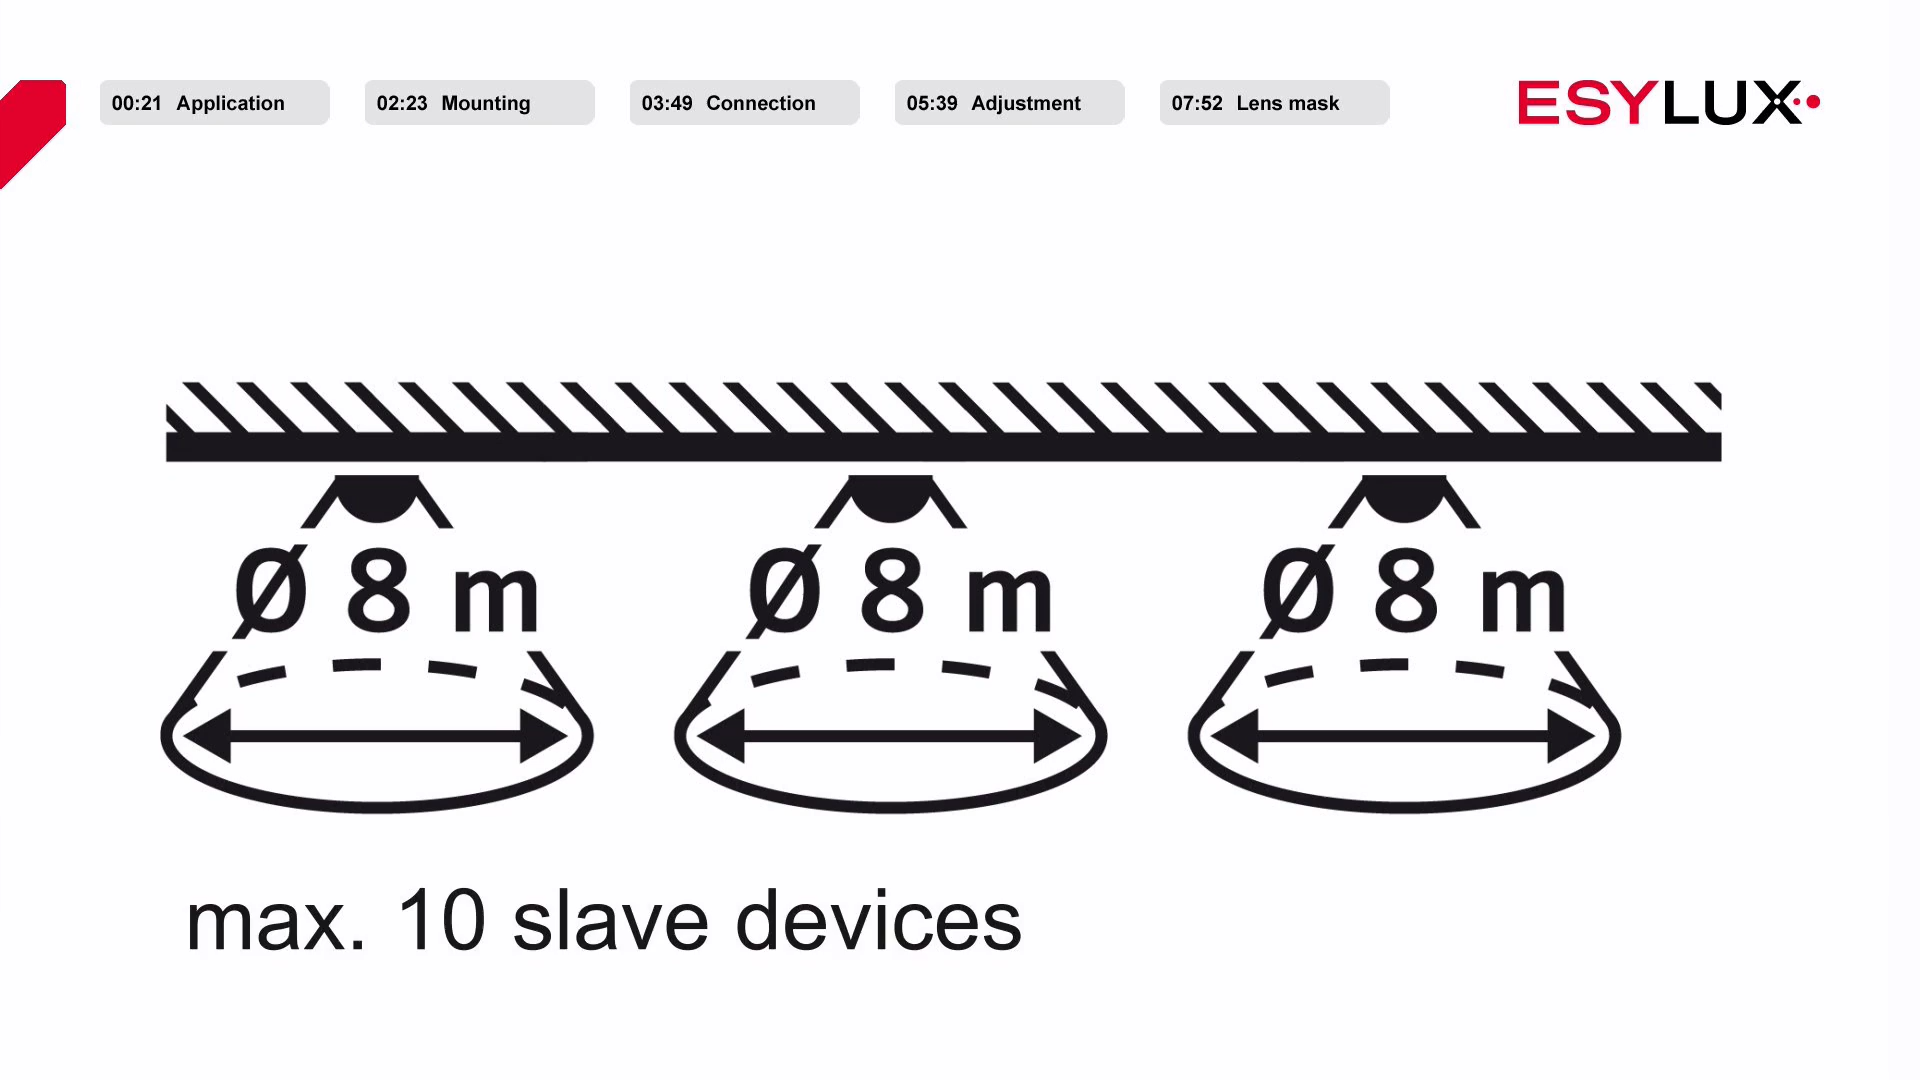 00:21 Application
02:23 Mounting
03:49 Connection
05:39 Adjustment
07:52 Lens mask
ESYLUX
Ø 8 m
Ø 8 m
Ø 8 m
max. 10 slave devices